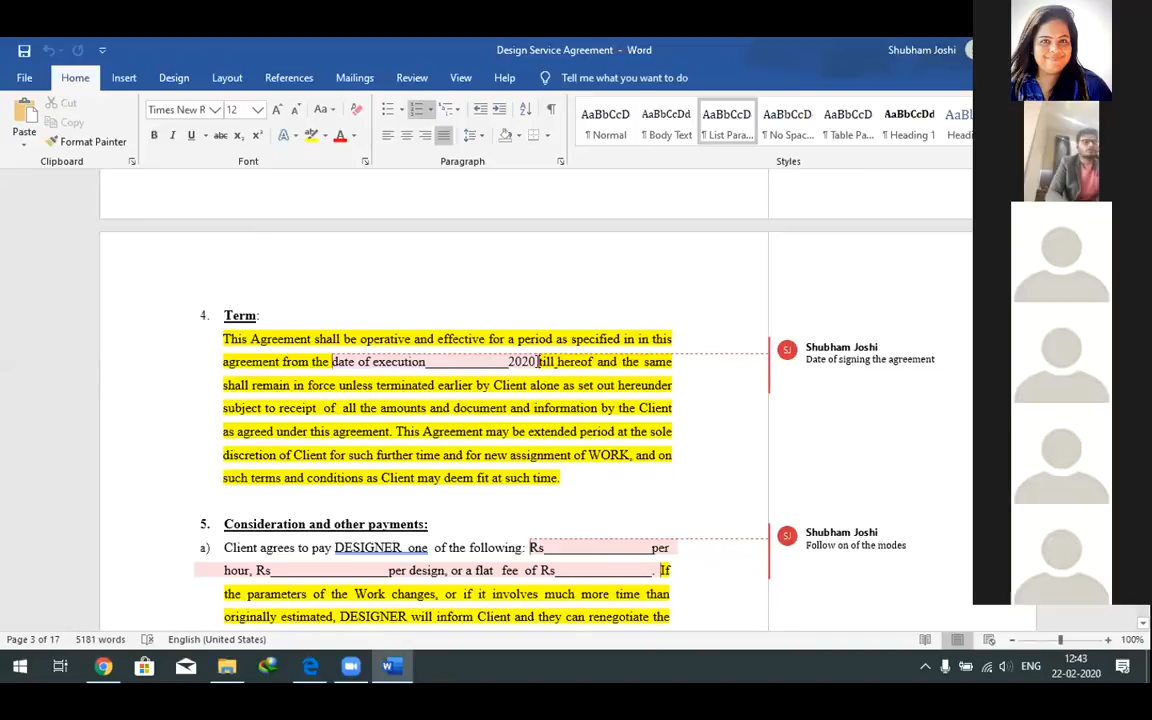 Design Service Agreement - Word
Shubham Joshi
File Home Insert Design Layout References Mailings Review View Help Tell me what you want to do
Paste
Cut
Copy
Format Painter
Clipboard
Times New R 12
Aa
B I U abc X₂ X² A A
Font
Paragraph
AaBbCcD AaBbCcDd AaBbCcD AaBbCcD AaBbCcD AaBbCcDd AaBbCcD
¶ Normal ¶ Body Text ¶ List Para... ¶ No Spac... ¶ Table Pa... ¶ Heading 1 Headi
Styles
4. Term:
This Agreement shall be operative and effective for a period as specified in in this
agreement from the date of execution____________2020 till hereof and the same
shall remain in force unless terminated earlier by Client alone as set out hereunder
subject to receipt of all the amounts and document and information by the Client
as agreed under this agreement. This Agreement may be extended period at the sole
discretion of Client for such further time and for new assignment of WORK, and on
such terms and conditions as Client may deem fit at such time.
SJ Shubham Joshi
Date of signing the agreement
5. Consideration and other payments:
a) Client agrees to pay DESIGNER one of the following: Rs________________per
hour, Rs_________________per design, or a flat fee of Rs______________. If
the parameters of the Work changes, or if it involves much more time than
originally estimated, DESIGNER will inform Client and they can renegotiate the
SJ Shubham Joshi
Follow on of the modes
Page 3 of 17 5181 words English (United States) 100%
ENG
12:43
22-02-2020